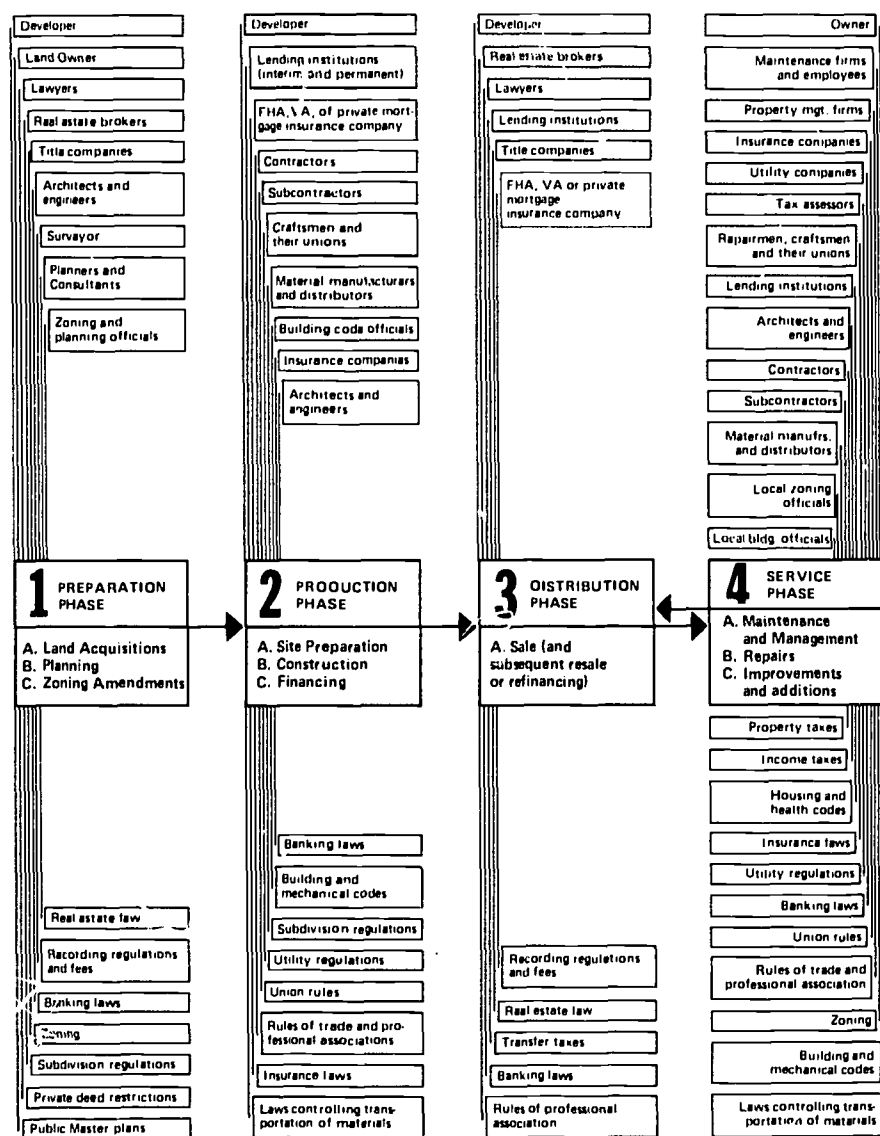 Developer
Land Owner
Lawyers
Real estate brokers
Title companies
Architects and
engineers
Surveyor
Planners and
Consultants
Zoning and
planning officials
1 PREPARATION
PHASE
A. Land Acquisitions
B. Planning
C. Zoning Amendments
Real estate law
Recording regulations
and fees
Banking laws
Zoning
Subdivision regulations
Private deed restrictions
Public Master plans
Developer
Lending institutions
(interim and permanent)
FHA, VA, of private mort-
gage insurance company
Contractors
Subcontractors
Craftsmen and
their unions
Material manufacturars
and distributors
Building code officials
Insurance companies
Architects and
engineers
2 PRODUCTION
PHASE
A. Site Preparation
B. Construction
C. Financing
Banking laws
Building and
mechanical codes
Subdivision regulations
Utility regulations
Union rules
Rules of trade and pro-
fessional associations
Insurance laws
Laws controlling trans-
portation of materials
Developer
Real estate brokers
Lawyers
Lending institutions
Title companies
FHA, VA or private
mortgage
insurance company
3 DISTRIBUTION
PHASE
A. Sale (and
subsequent resale
or refinancing)
Recording regulations
and fees
Real estate law
Transfer taxes
Banking laws
Rules of professional
association
Owner
Maintenance firms
and employees
Property mgt. firms
Insurance companies
Utility companies
Tax assessors
Repairmen, craftsmen
and their unions
Lending institutions
Architects and
engineers
Contractors
Subcontractors
Material manufrs.
and distributors
Local zoning
officials
Local bldg. officials
4 SERVICE
PHASE
A. Maintenance
and Management
B. Repairs
C. Improvements
and additions
Property taxes
Income taxes
Housing and
health codes
Insurance laws
Utility regulations
Banking laws
Union rules
Rules of trade and
professional association
Zoning
Building and
mechanical codes
Laws controlling trans-
portation of materials